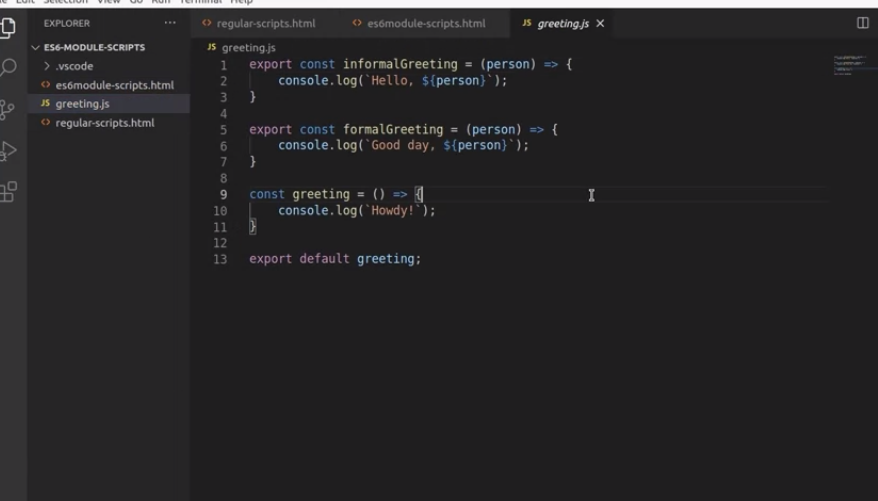 Edit Selection View Go Run Terminal Help
EXPLORER ···
regular-scripts.html es6module-scripts.html JS greeting.js ×
ES6-MODULE-SCRIPTS
JS greeting.js
.vscode
es6module-scripts.html
JS greeting.js
regular-scripts.html
1 export const informalGreeting = (person) => {
2 console.log(`Hello, ${person}`);
3 }
4
5 export const formalGreeting = (person) => {
6 console.log(`Good day, ${person}`);
7 }
8
9 const greeting = () => {
10 console.log(`Howdy!`);
11 }
12
13 export default greeting;